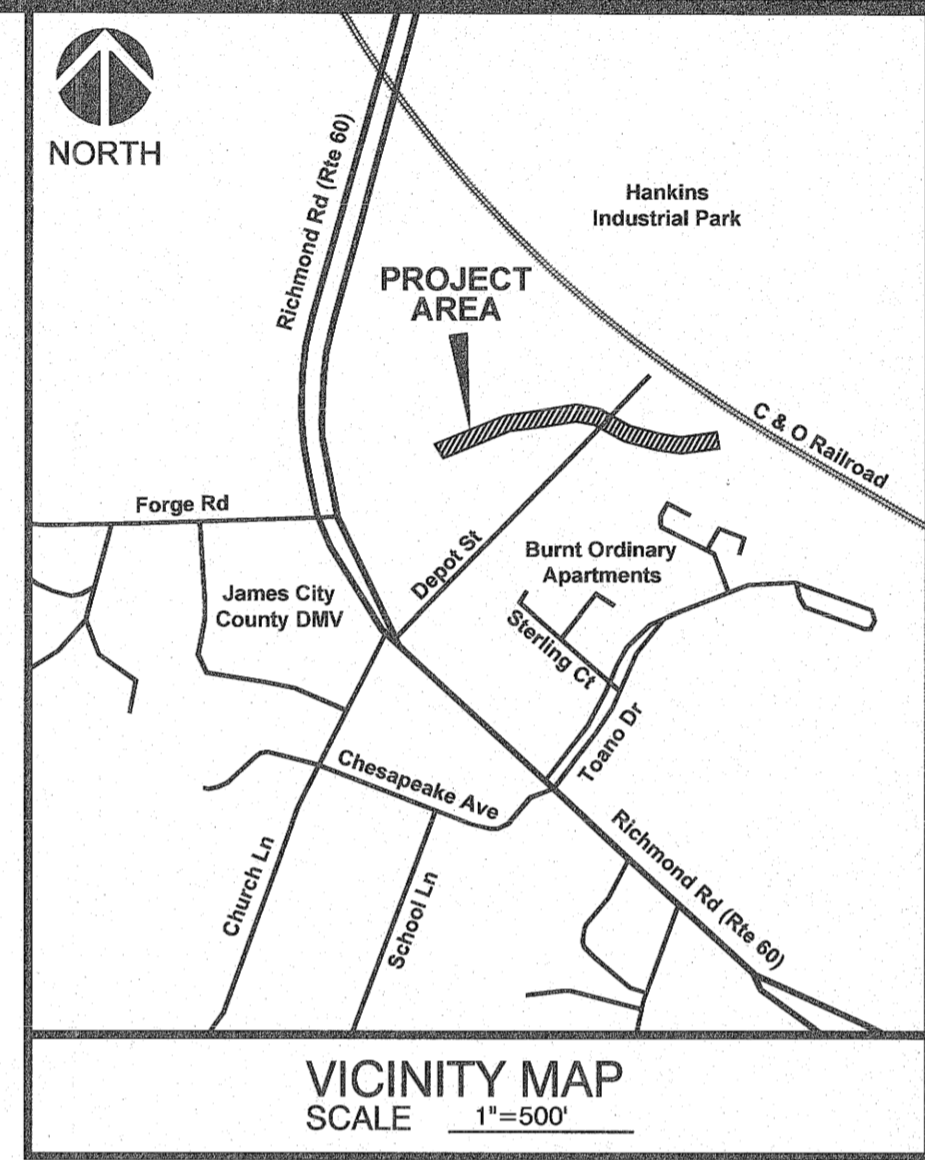 NORTH
Richmond Rd (Rte 60)
Hankins
Industrial Park
PROJECT
AREA
C & O Railroad
Forge Rd
Depot St
James City
County DMV
Burnt Ordinary
Apartments
Sterling Ct
Toano Dr
Chesapeake Ave
Richmond Rd (Rte 60)
Church Ln
School Ln
VICINITY MAP
SCALE 1"=500'